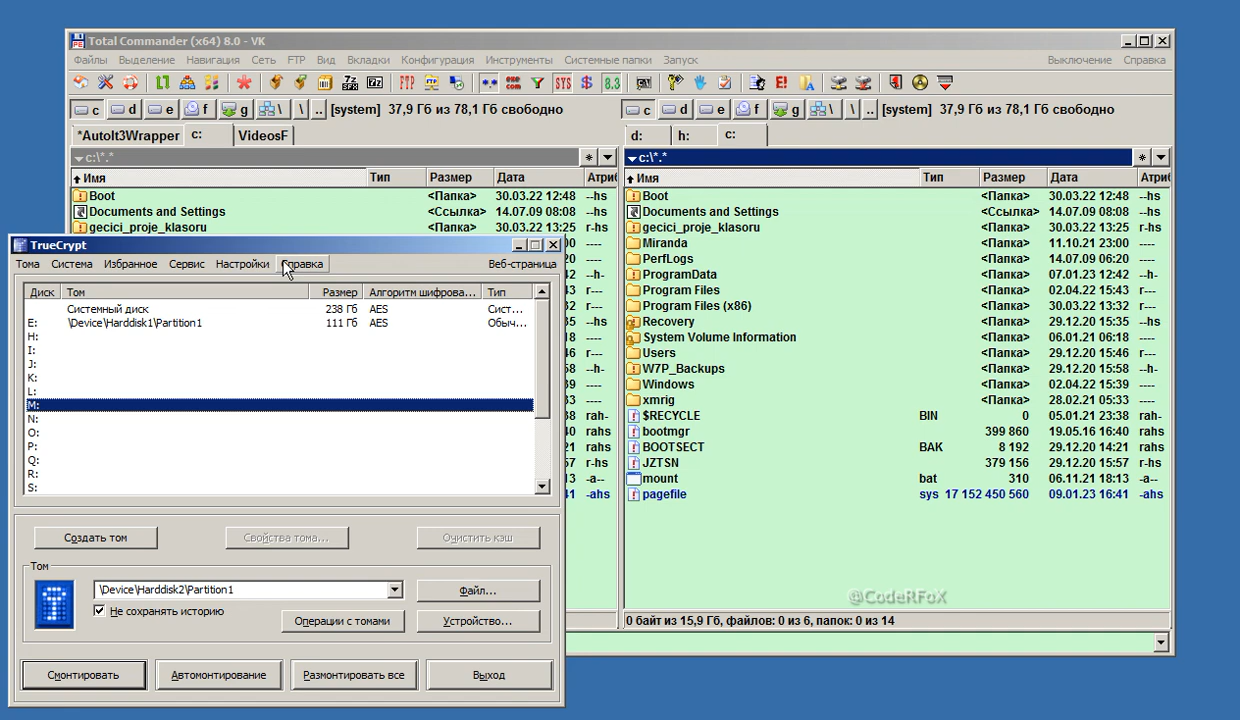 Total Commander (x64) 8.0 - VK
Файлы Выделение Навигация Сеть FTP Вид Вкладки Конфигурация Инструменты Системные папки Запуск Выключение Справка
c d e f g \ \ .. [system] 37,9 Гб из 78,1 Гб свободно
c d e f g \ \ .. [system] 37,9 Гб из 78,1 Гб свободно
*AutoIt3Wrapper c: VideosF
d: h: c:
c:\*.*
c:\*.*
Имя Тип Размер Дата Атриб
Boot <Папка> 30.03.22 12:48 --hs
Documents and Settings <Ссылка> 14.07.09 08:08 --hs
gecici_proje_klasoru <Папка> 30.03.22 13:25 r-hs
Имя Тип Размер Дата Атриб
Boot <Папка> 30.03.22 12:48 --hs
Documents and Settings <Ссылка> 14.07.09 08:08 --hs
gecici_proje_klasoru <Папка> 30.03.22 13:25 r-hs
Miranda <Папка> 11.10.21 23:00 ----
PerfLogs <Папка> 14.07.09 06:20 ----
ProgramData <Папка> 07.01.23 12:42 --h-
Program Files <Папка> 02.04.22 15:43 r---
Program Files (x86) <Папка> 30.03.22 13:32 r---
Recovery <Папка> 29.12.20 15:35 --hs
System Volume Information <Папка> 06.01.21 06:18 --hs
Users <Папка> 29.12.20 15:46 r---
W7P_Backups <Папка> 29.12.20 15:58 --h-
Windows <Папка> 02.04.22 15:39 ----
xmrig <Папка> 28.02.21 05:33 ----
$RECYCLE BIN 0 05.01.21 23:38 rah-
bootmgr 399 860 19.05.16 16:40 rahs
BOOTSECT BAK 8 192 29.12.20 14:21 rahs
JZTSN 379 156 29.12.20 15:57 r-hs
mount bat 310 06.11.21 18:13 -a--
pagefile sys 17 152 450 560 09.01.23 16:41 -ahs
@CodeRFoX
0 байт из 15,9 Гб, файлов: 0 из 6, папок: 0 из 14
TrueCrypt
Тома Система Избранное Сервис Настройки Справка Веб-страница
Диск Том Размер Алгоритм шифрова... Тип
Системный диск 238 Гб AES Сист...
E: \Device\Harddisk1\Partition1 111 Гб AES Обыч...
H:
I:
J:
K:
L:
M:
N:
O:
P:
Q:
R:
S:
Создать том Свойства тома... Очистить кэш
Том
\Device\Harddisk2\Partition1 Файл...
Не сохранять историю Операции с томами Устройство...
Смонтировать Автомонтирование Размонтировать все Выход